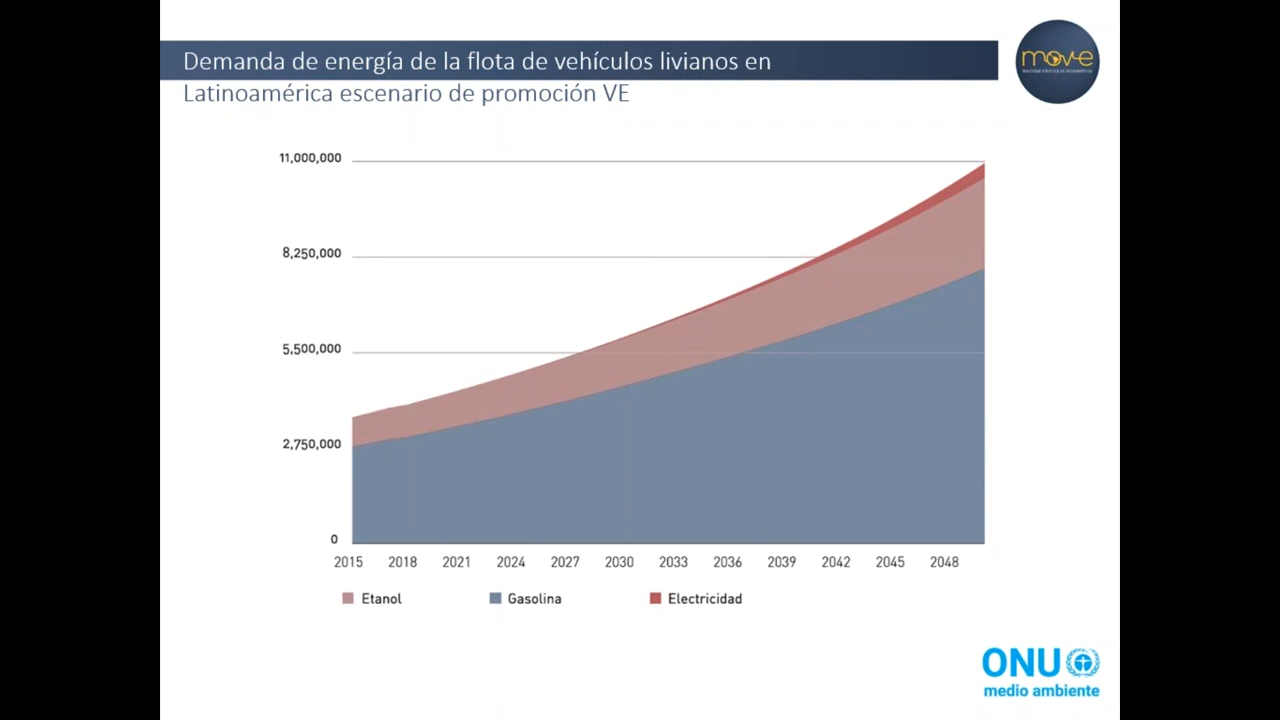 Demanda de energía de la flota de vehículos livianos en
Latinoamérica escenario de promoción VE
move
11,000,000
8,250,000
5,500,000
2,750,000
0
2015 2018 2021 2024 2027 2030 2033 2036 2039 2042 2045 2048
Etanol Gasolina Electricidad
ONU
medio ambiente